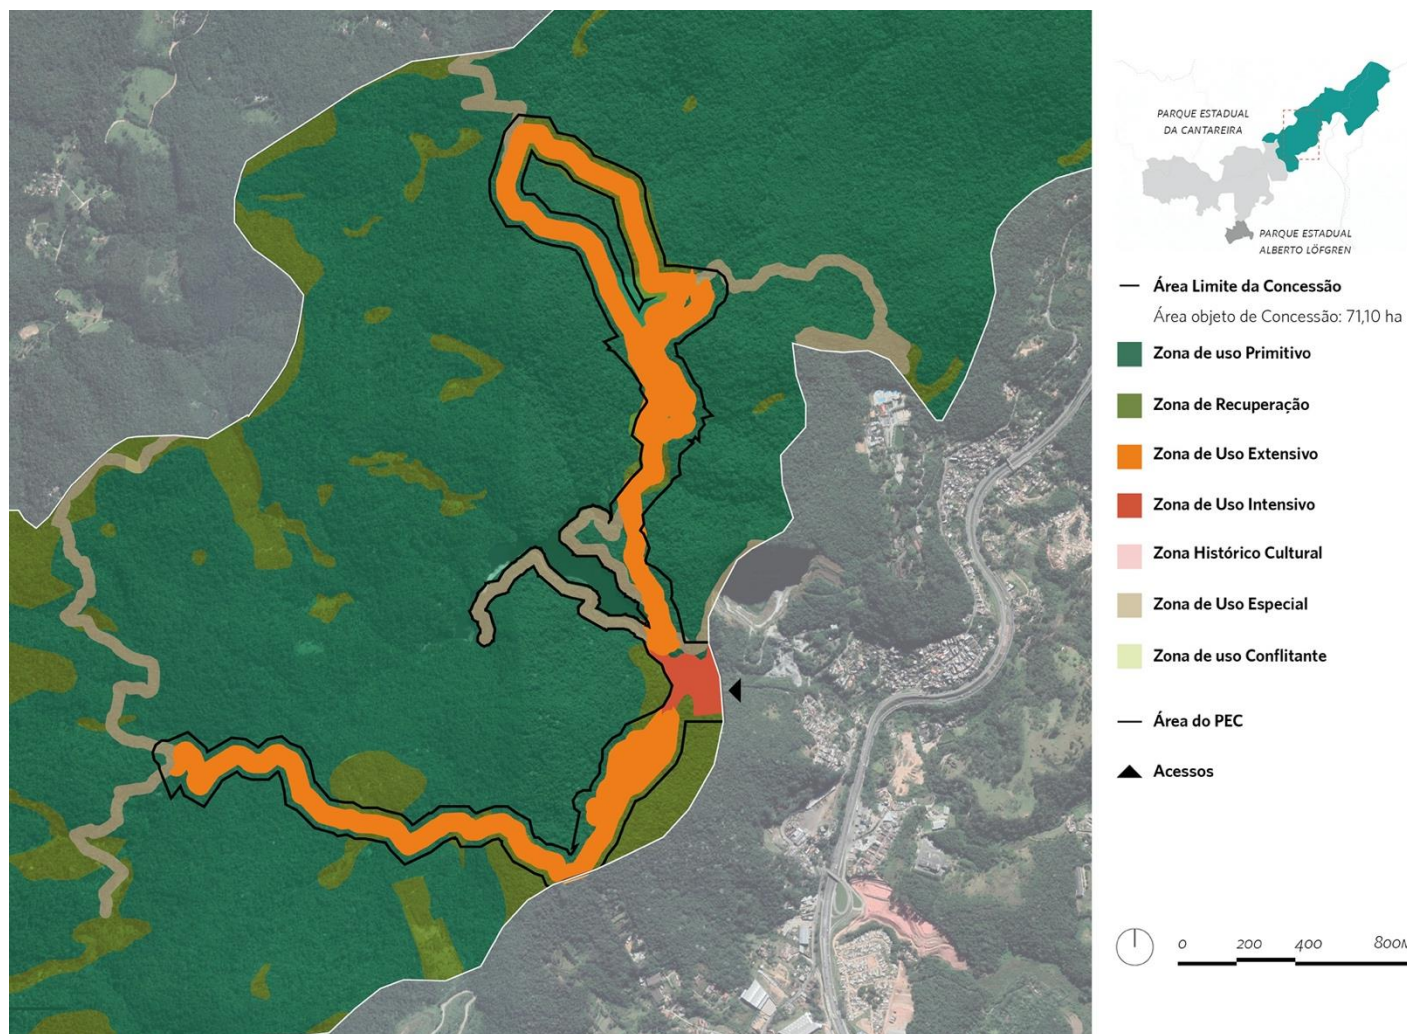 PARQUE ESTADUAL
DA CANTAREIRA
PARQUE ESTADUAL
ALBERTO LÖFGREN
Área Limite da Concessão
Área objeto de Concessão: 71,10 ha
Zona de uso Primitivo
Zona de Recuperação
Zona de Uso Extensivo
Zona de Uso Intensivo
Zona Histórico Cultural
Zona de Uso Especial
Zona de uso Conflitante
Área do PEC
Acessos
0 200 400 800M